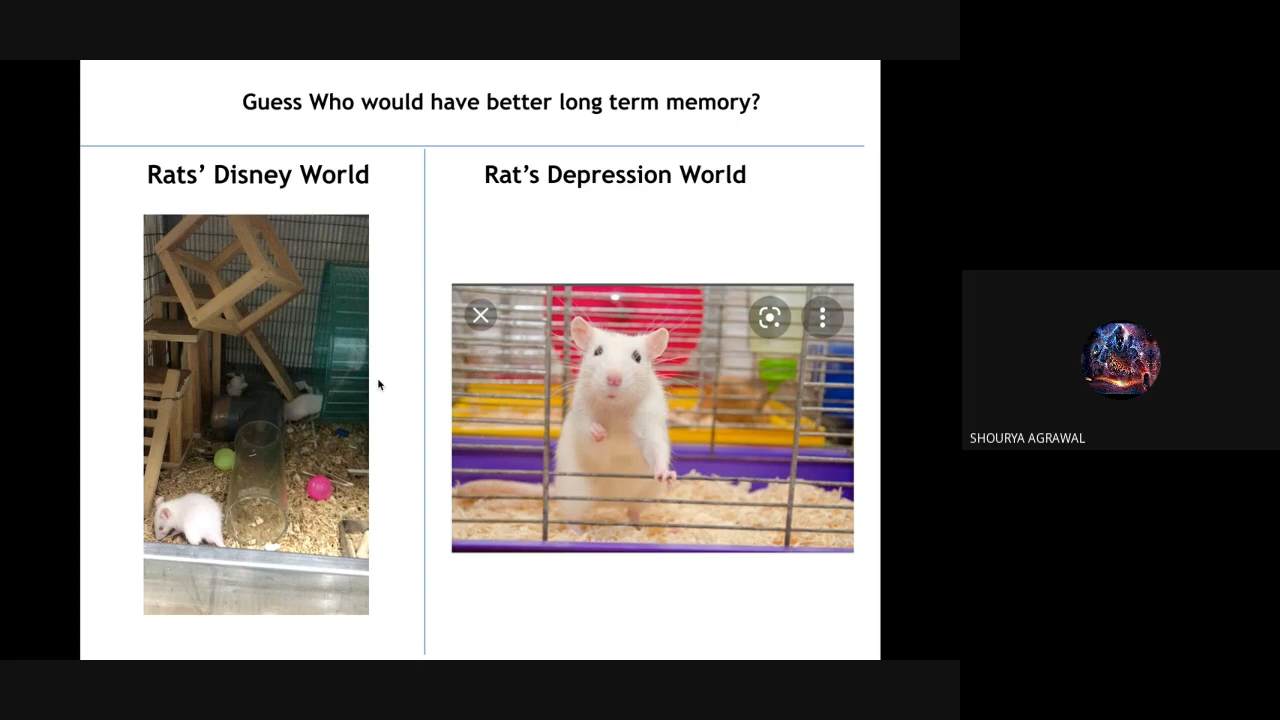 Guess Who would have better long term memory?
Rats’ Disney World
Rat’s Depression World
SHOURYA AGRAWAL